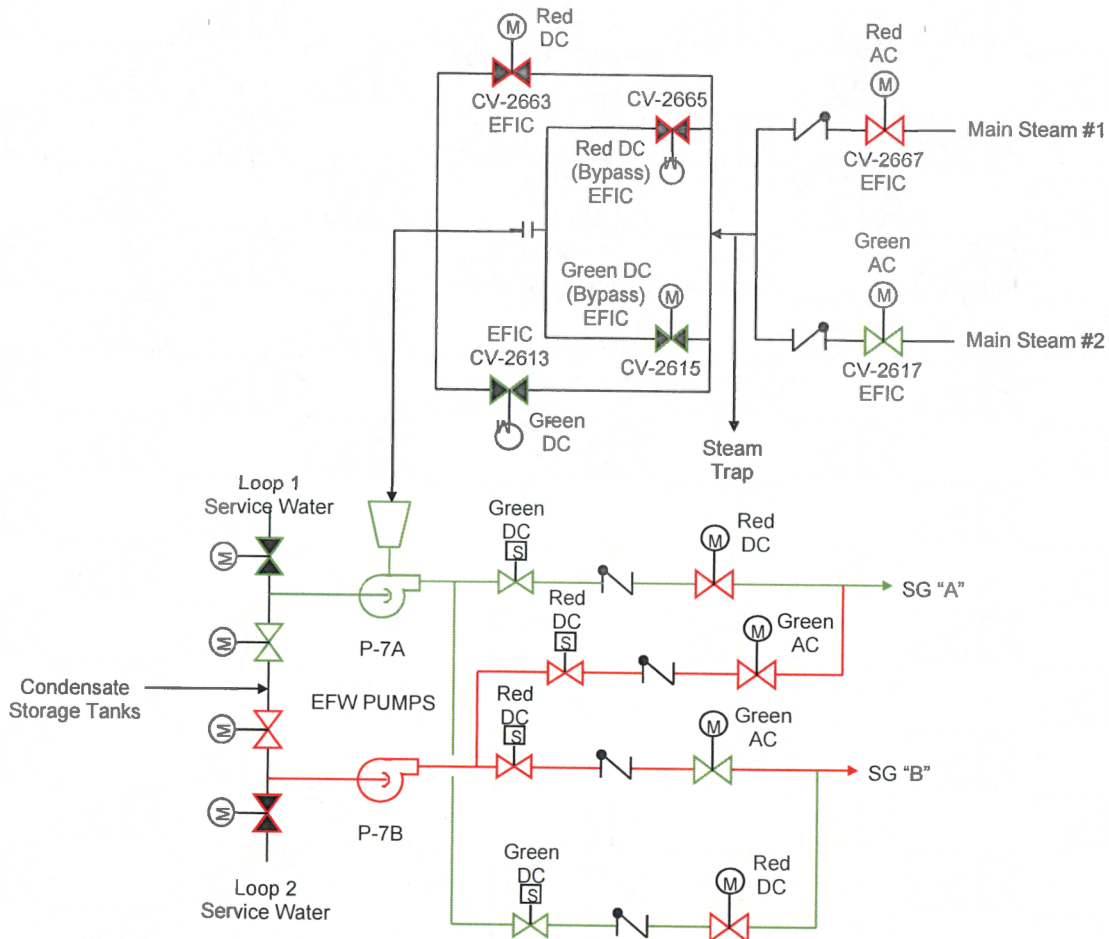 Red
DC
M
CV-2663
EFIC
CV-2665
Red DC
(Bypass)
EFIC
M
Red
AC
M
CV-2667
EFIC
Main Steam #1
Green DC
(Bypass)
EFIC
M
CV-2615
EFIC
CV-2613
M
Green
DC
Green
AC
M
CV-2617
EFIC
Main Steam #2
Steam
Trap
Loop 1
Service Water
M
M
Condensate
Storage Tanks
M
M
Loop 2
Service Water
P-7A
EFW PUMPS
P-7B
Green
DC
S
Red
DC
M
SG "A"
Red
DC
S
Green
AC
M
Red
DC
S
Green
AC
M
SG "B"
Green
DC
S
Red
DC
M